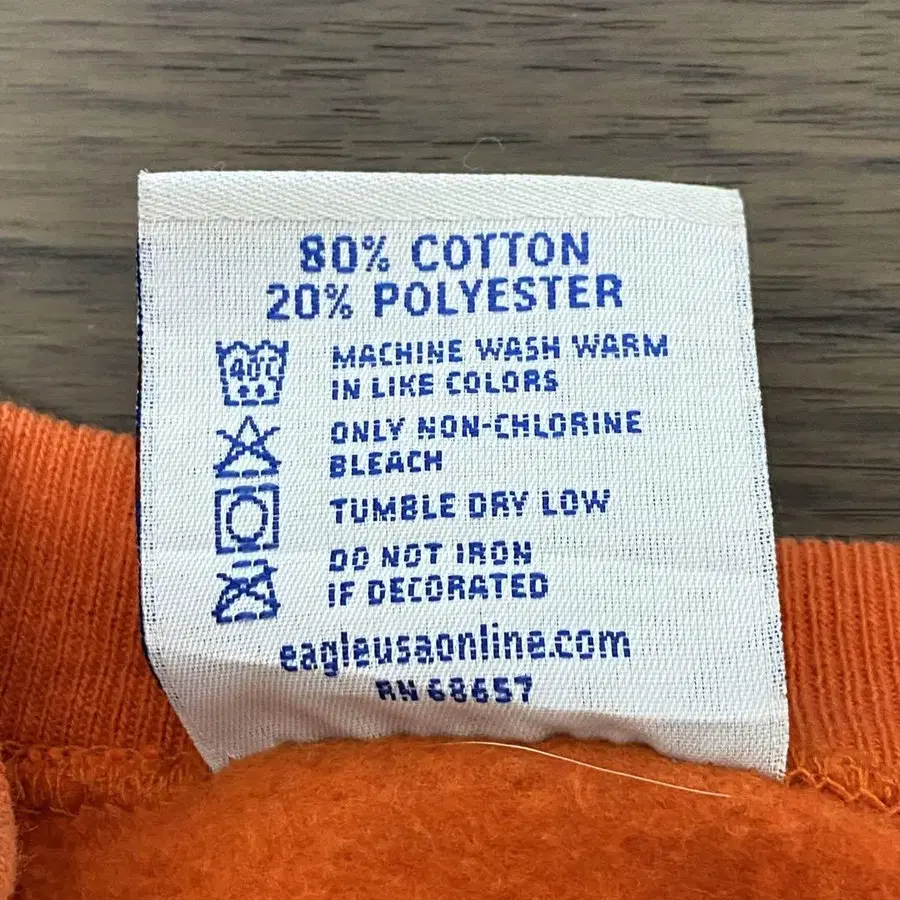 80% COTTON
20% POLYESTER
40°C
MACHINE WASH WARM
IN LIKE COLORS
ONLY NON-CHLORINE
BLEACH
TUMBLE DRY LOW
DO NOT IRON
IF DECORATED
eagleusaonline.com
RN 68657